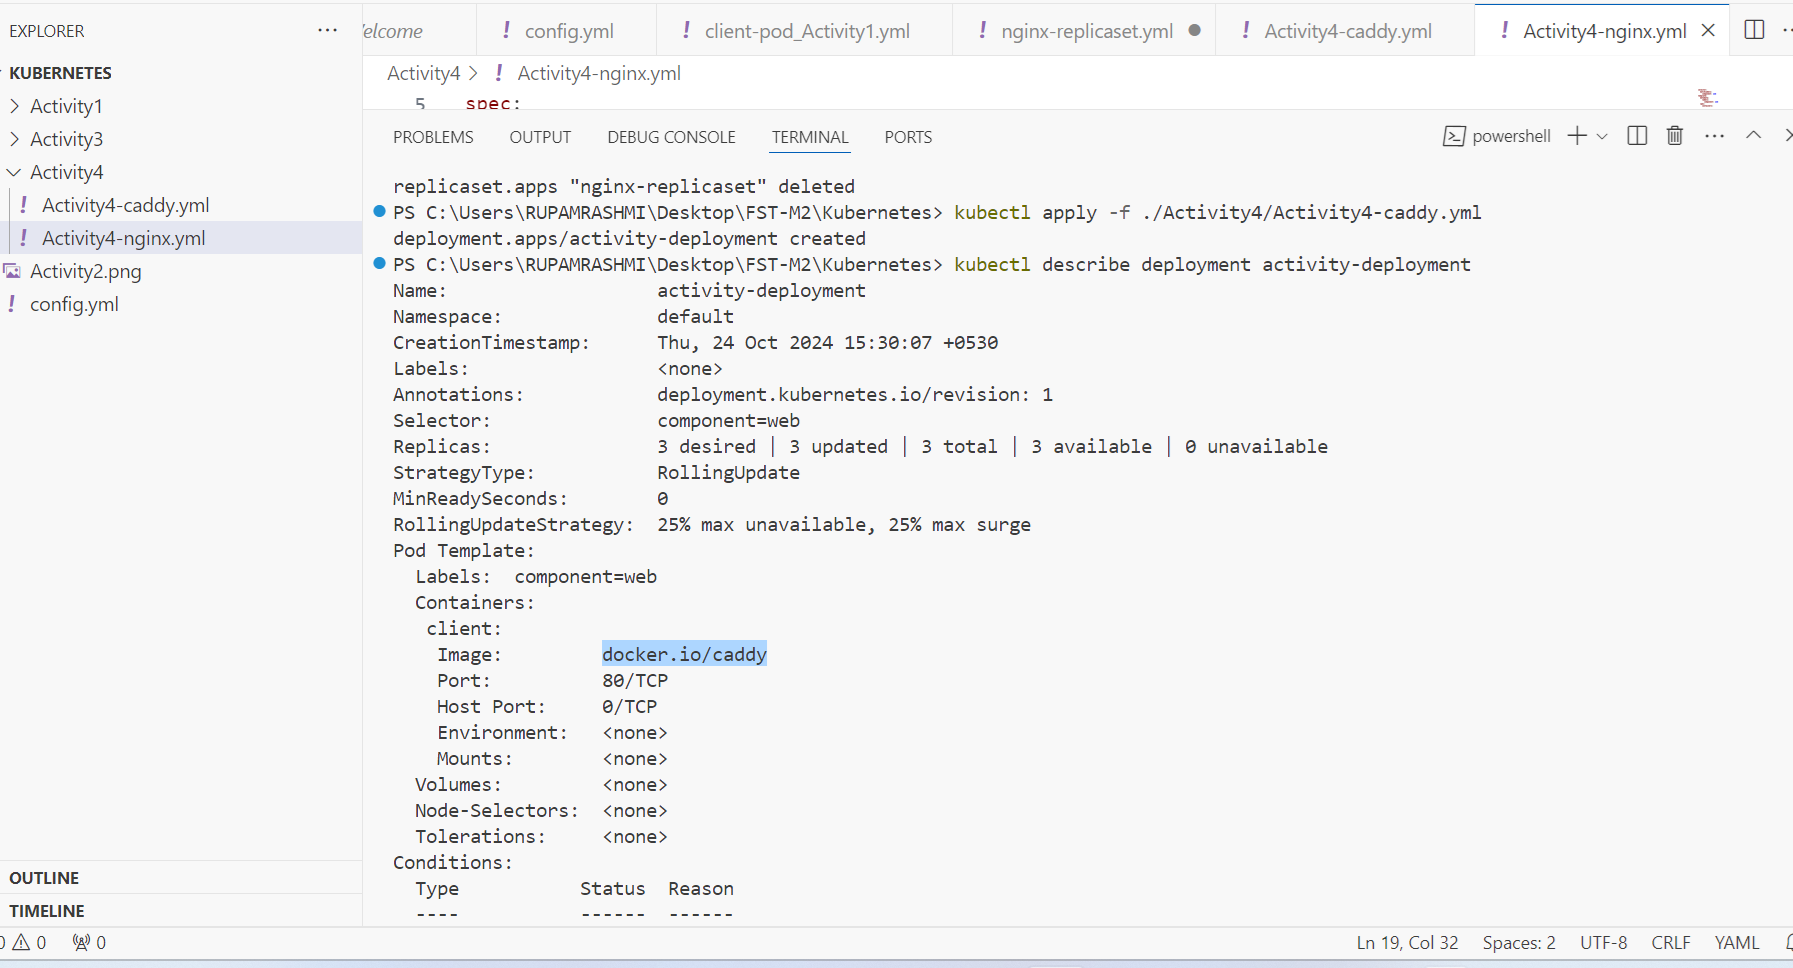 EXPLORER
KUBERNETES
Activity1
Activity3
Activity4
Activity4-caddy.yml
Activity4-nginx.yml
Activity2.png
config.yml
OUTLINE
TIMELINE
elcome
config.yml
client-pod_Activity1.yml
nginx-replicaset.yml
Activity4-caddy.yml
Activity4-nginx.yml
Activity4 > Activity4-nginx.yml
5 spec:
PROBLEMS OUTPUT DEBUG CONSOLE TERMINAL PORTS
powershell
replicaset.apps "nginx-replicaset" deleted
PS C:\Users\RUPAMRASHMI\Desktop\FST-M2\Kubernetes> kubectl apply -f ./Activity4/Activity4-caddy.yml
deployment.apps/activity-deployment created
PS C:\Users\RUPAMRASHMI\Desktop\FST-M2\Kubernetes> kubectl describe deployment activity-deployment
Name: activity-deployment
Namespace: default
CreationTimestamp: Thu, 24 Oct 2024 15:30:07 +0530
Labels: <none>
Annotations: deployment.kubernetes.io/revision: 1
Selector: component=web
Replicas: 3 desired | 3 updated | 3 total | 3 available | 0 unavailable
StrategyType: RollingUpdate
MinReadySeconds: 0
RollingUpdateStrategy: 25% max unavailable, 25% max surge
Pod Template:
Labels: component=web
Containers:
client:
Image: docker.io/caddy
Port: 80/TCP
Host Port: 0/TCP
Environment: <none>
Mounts: <none>
Volumes: <none>
Node-Selectors: <none>
Tolerations: <none>
Conditions:
Type Status Reason
---- ------ ------
0 0 0
Ln 19, Col 32 Spaces: 2 UTF-8 CRLF YAML